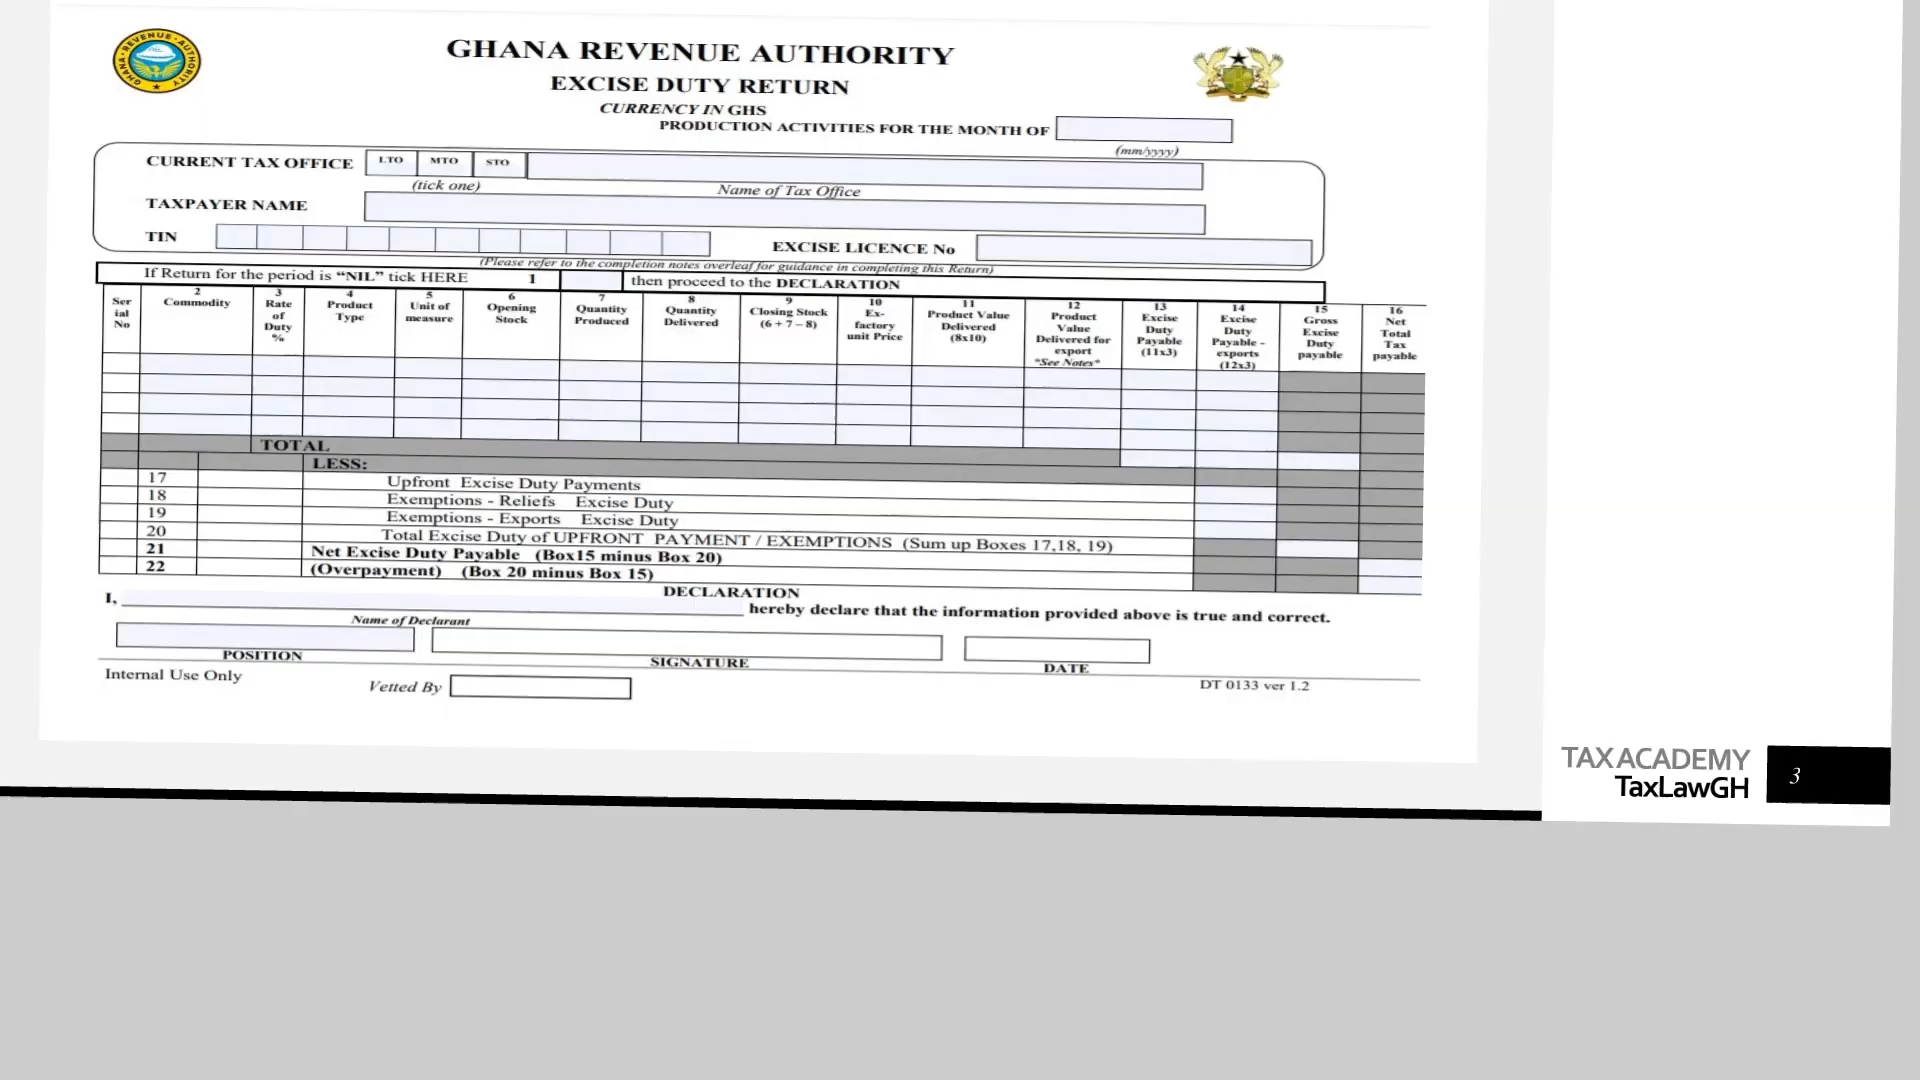 GHANA REVENUE AUTHORITY
EXCISE DUTY RETURN
CURRENCY IN GHS
PRODUCTION ACTIVITIES FOR THE MONTH OF
(mm/yyyy)
CURRENT TAX OFFICE LTO MTO STO
(tick one) Name of Tax Office
TAXPAYER NAME
TIN EXCISE LICENCE No
(Please refer to the completion notes overleaf for guidance in completing this Return)
If Return for the period is “NIL” tick HERE 1 then proceed to the DECLARATION
Ser ial No
2 Commodity
3 Rate of Duty %
4 Product Type
5 Unit of measure
6 Opening Stock
7 Quantity Produced
8 Quantity Delivered
9 Closing Stock (6 + 7 – 8)
10 Ex- factory unit Price
11 Product Value Delivered (8x10)
12 Product Value Delivered for export *See Notes*
13 Excise Duty Payable (11x3)
14 Excise Duty Payable - exports (12x3)
15 Gross Excise Duty payable
16 Net Total Tax payable
TOTAL
LESS:
17 Upfront Excise Duty Payments
18 Exemptions - Reliefs Excise Duty
19 Exemptions - Exports Excise Duty
20 Total Excise Duty of UPFRONT PAYMENT / EXEMPTIONS (Sum up Boxes 17,18, 19)
21 Net Excise Duty Payable (Box15 minus Box 20)
22 (Overpayment) (Box 20 minus Box 15)
DECLARATION
I, hereby declare that the information provided above is true and correct.
Name of Declarant
POSITION SIGNATURE DATE
Internal Use Only
Vetted By
DT 0133 ver 1.2
TAX ACADEMY
TaxLawGH
3
GHANA · REVENUE · AUTHORITY